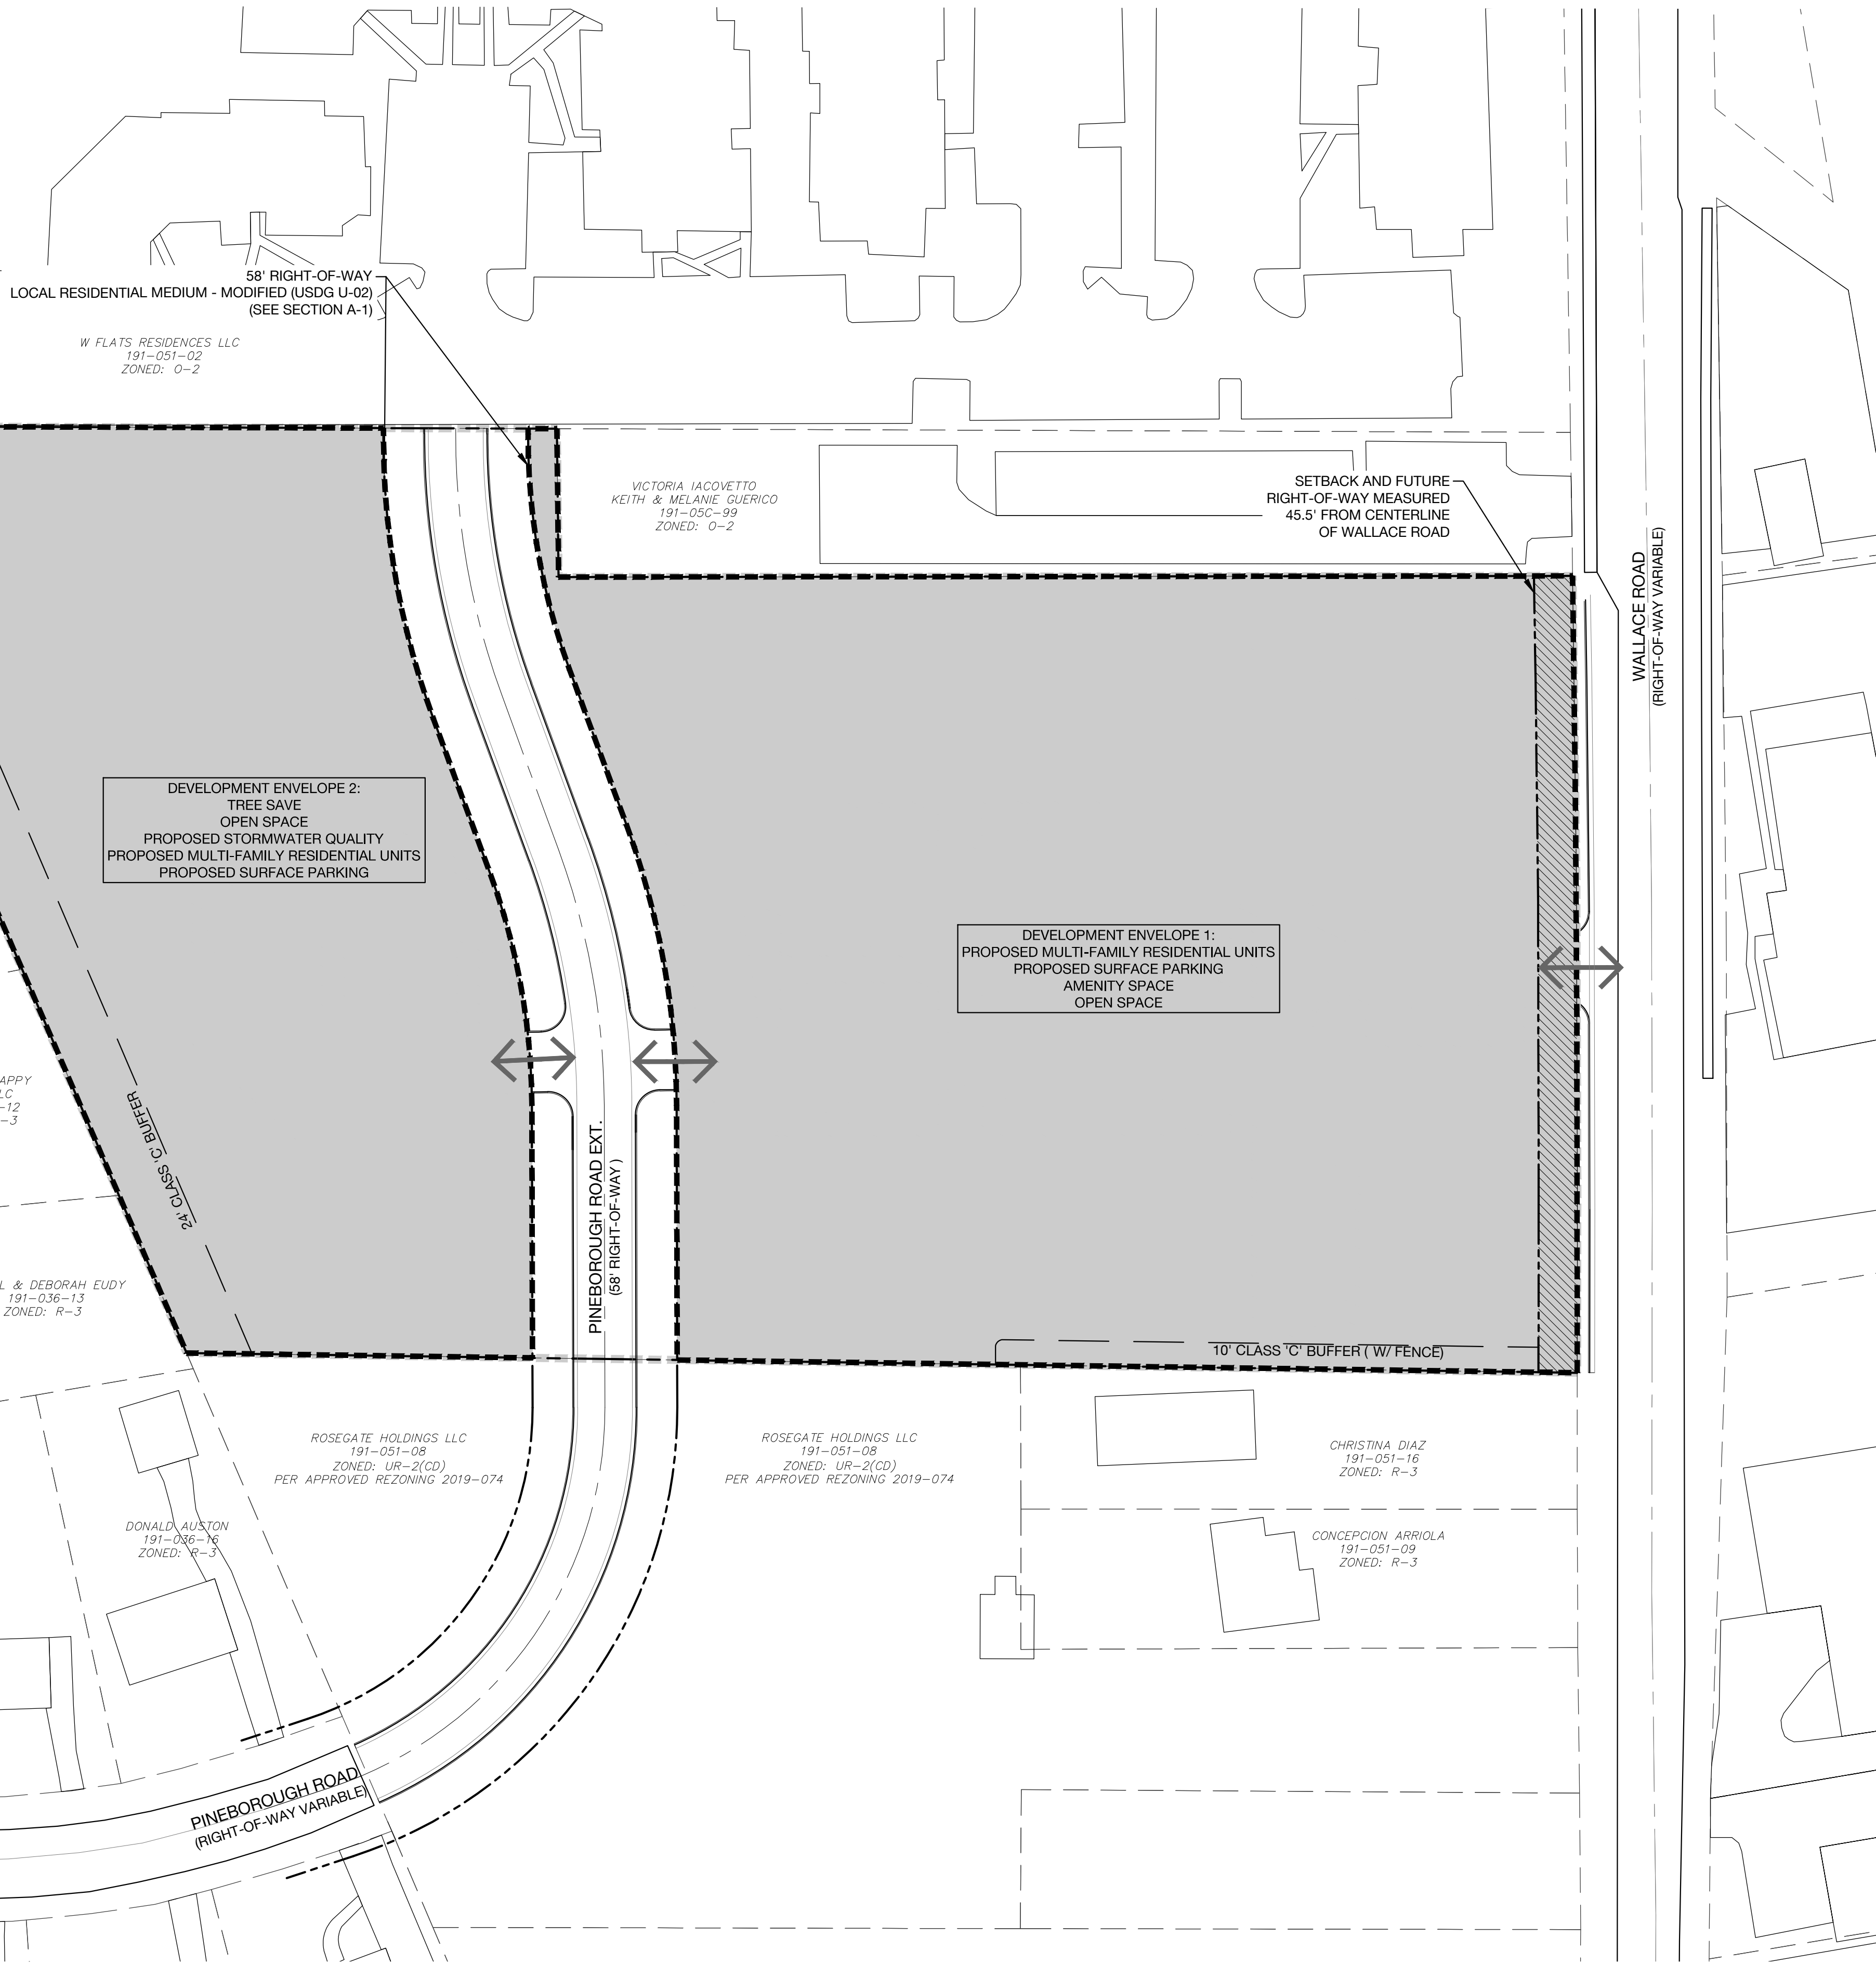 58' RIGHT-OF-WAY
LOCAL RESIDENTIAL MEDIUM - MODIFIED (USDG U-02)
(SEE SECTION A-1)
W FLATS RESIDENCES LLC
191-051-02
ZONED: O-2
VICTORIA IACOVETTO
KEITH & MELANIE GUERICO
191-05C-99
ZONED: O-2
SETBACK AND FUTURE
RIGHT-OF-WAY MEASURED
45.5' FROM CENTERLINE
OF WALLACE ROAD
WALLACE ROAD
(RIGHT-OF-WAY VARIABLE)
DEVELOPMENT ENVELOPE 2:
TREE SAVE
OPEN SPACE
PROPOSED STORMWATER QUALITY
PROPOSED MULTI-FAMILY RESIDENTIAL UNITS
PROPOSED SURFACE PARKING
DEVELOPMENT ENVELOPE 1:
PROPOSED MULTI-FAMILY RESIDENTIAL UNITS
PROPOSED SURFACE PARKING
AMENITY SPACE
OPEN SPACE
APPY
LC
-12
-3
24' CLASS 'C' BUFFER
PINEBOROUGH ROAD EXT.
(58' RIGHT-OF-WAY )
L & DEBORAH EUDY
191-036-13
ZONED: R-3
10' CLASS 'C' BUFFER ( W/ FENCE)
ROSEGATE HOLDINGS LLC
191-051-08
ZONED: UR-2(CD)
PER APPROVED REZONING 2019-074
ROSEGATE HOLDINGS LLC
191-051-08
ZONED: UR-2(CD)
PER APPROVED REZONING 2019-074
CHRISTINA DIAZ
191-051-16
ZONED: R-3
DONALD AUSTON
191-036-16
ZONED: R-3
CONCEPCION ARRIOLA
191-051-09
ZONED: R-3
PINEBOROUGH ROAD
(RIGHT-OF-WAY VARIABLE)